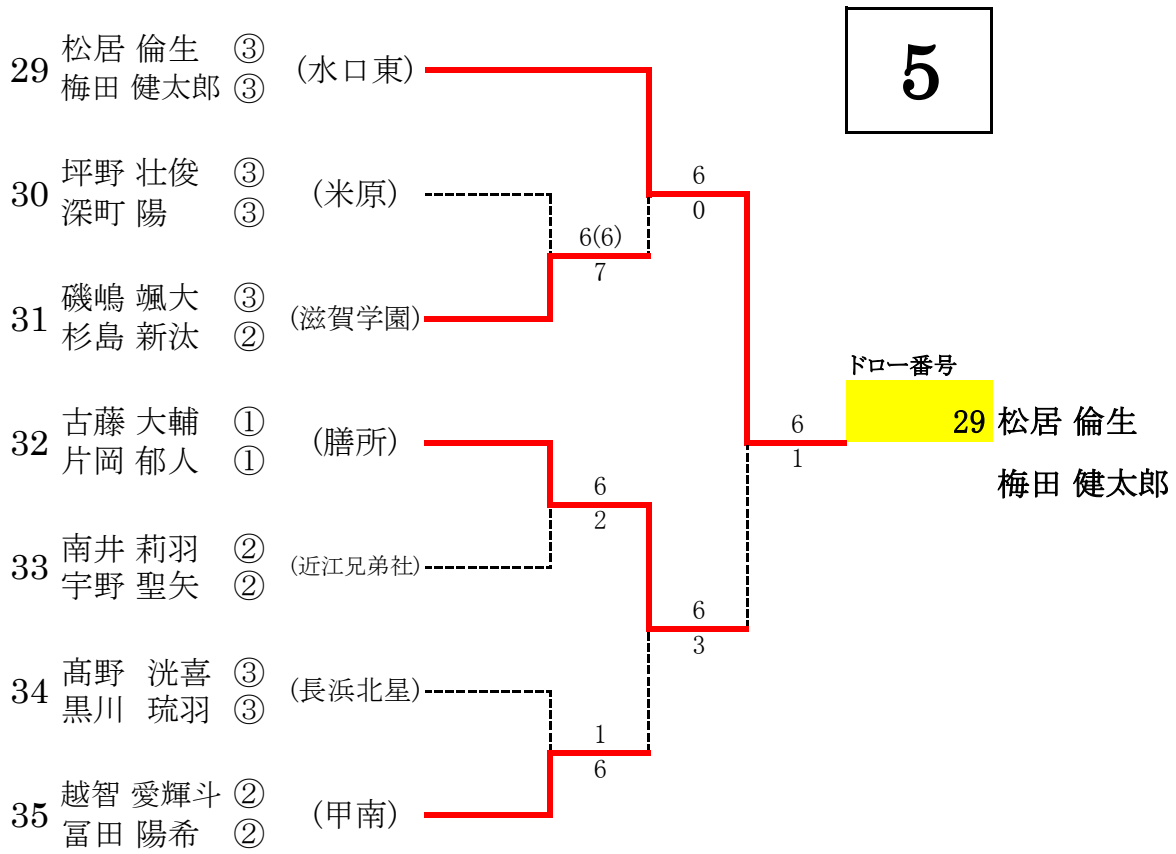 5
29 松居 倫生 ③ (水口東)
梅田 健太郎 ③
30 坪野 壮俊 ③ (米原)
深町 陽 ③
31 磯嶋 颯大 ③ (滋賀学園)
杉島 新汰 ②
32 古藤 大輔 ① (膳所)
片岡 郁人 ①
33 南井 莉羽 ② (近江兄弟社)
宇野 聖矢 ②
34 髙野 洸喜 ③ (長浜北星)
黒川 琉羽 ③
35 越智 愛輝斗 ② (甲南)
冨田 陽希 ②
6(6)
7
6
2
1
6
6
0
6
3
6
1
ドロー番号
29 松居 倫生
梅田 健太郎